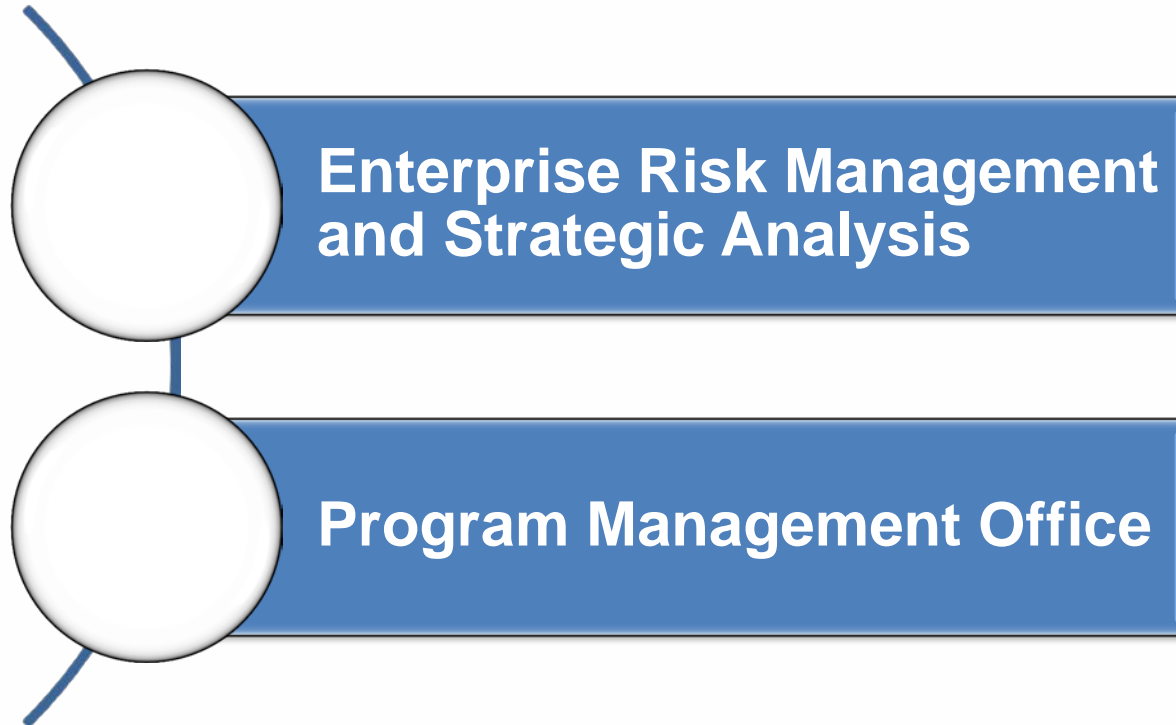 Enterprise Risk Management
and Strategic Analysis
Program Management Office